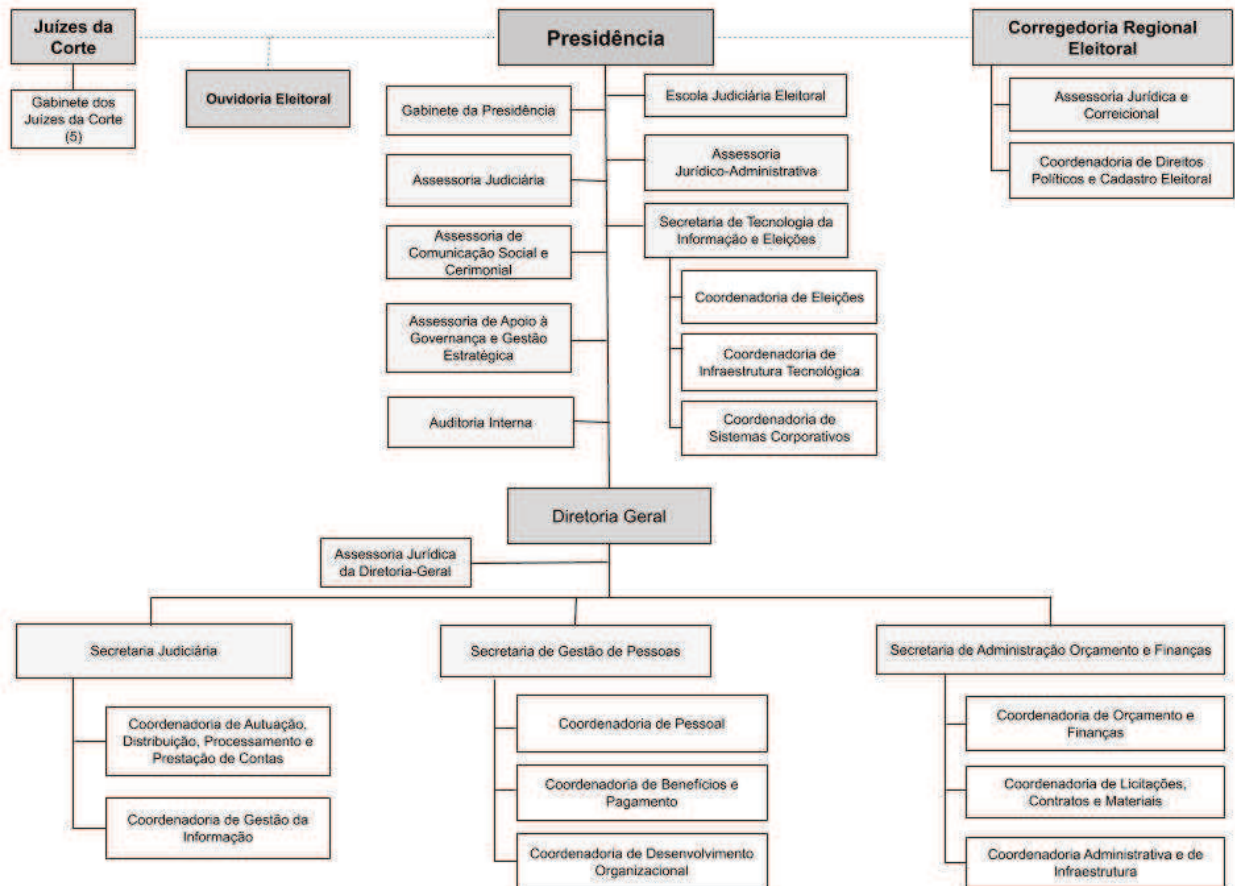 Juízes da
Corte
Presidência
Corregedoria Regional
Eleitoral
Gabinete dos
Juízes da Corte
(5)
Ouvidoria Eleitoral
Gabinete da Presidência
Escola Judiciária Eleitoral
Assessoria Jurídica e
Correicional
Assessoria Judiciária
Assessoria
Jurídico-Administrativa
Coordenadoria de Direitos
Políticos e Cadastro Eleitoral
Assessoria de
Comunicação Social e
Cerimonial
Secretaria de Tecnologia da
Informação e Eleições
Coordenadoria de Eleições
Assessoria de Apoio à
Governança e Gestão
Estratégica
Coordenadoria de
Infraestrutura Tecnológica
Auditoria Interna
Coordenadoria de
Sistemas Corporativos
Diretoria Geral
Assessoria Jurídica
da Diretoria-Geral
Secretaria Judiciária
Secretaria de Gestão de Pessoas
Secretaria de Administração Orçamento e Finanças
Coordenadoria de Autuação,
Distribuição, Processamento e
Prestação de Contas
Coordenadoria de Gestão da
Informação
Coordenadoria de Pessoal
Coordenadoria de Benefícios e
Pagamento
Coordenadoria de Desenvolvimento
Organizacional
Coordenadoria de Orçamento e
Finanças
Coordenadoria de Licitações,
Contratos e Materiais
Coordenadoria Administrativa e de
Infraestrutura